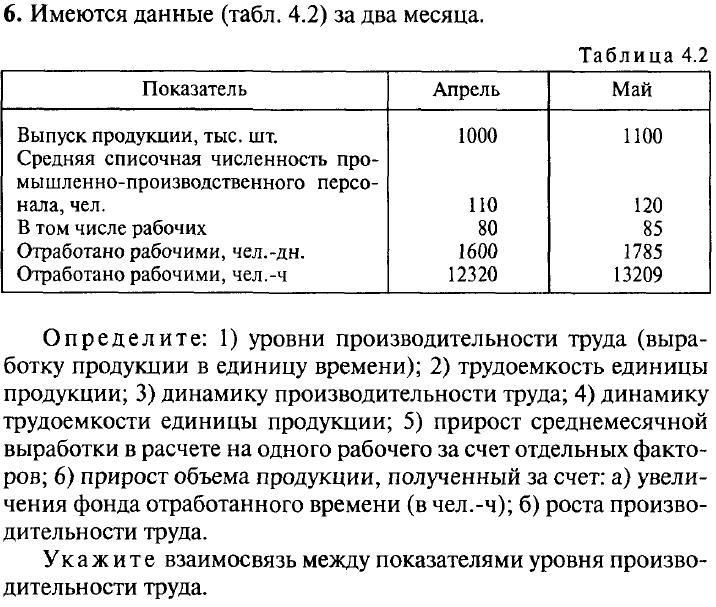 6. Имеются данные (табл. 4.2) за два месяца.
Таблица 4.2
Показатель Апрель Май
Выпуск продукции, тыс. шт. 1000 1100
Средняя списочная численность про-
мышленно-производственного персо-
нала, чел. 110 120
В том числе рабочих 80 85
Отработано рабочими, чел.-дн. 1600 1785
Отработано рабочими, чел.-ч 12320 13209
Определите: 1) уровни производительности труда (выра-
ботку продукции в единицу времени); 2) трудоемкость единицы
продукции; 3) динамику производительности труда; 4) динамику
трудоемкости единицы продукции; 5) прирост среднемесячной
выработки в расчете на одного рабочего за счет отдельных факто-
ров; 6) прирост объема продукции, полученный за счет: а) увели-
чения фонда отработанного времени (в чел.-ч); б) роста произво-
дительности труда.
Укажите взаимосвязь между показателями уровня произво-
дительности труда.